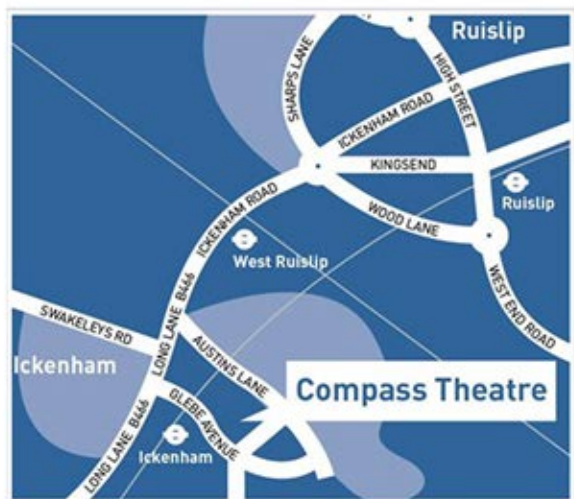 Ruislip
SHARPS LANE
HIGH STREET
ICKENHAM ROAD
KINGSEND
Ruislip
WOOD LANE
ICKENHAM ROAD
West Ruislip
WEST END ROAD
SWAKELEYS RD
LONG LANE B466
Ickenham
AUSTINS LANE
Compass Theatre
GLEBE AVENUE
LONG LANE B466
Ickenham